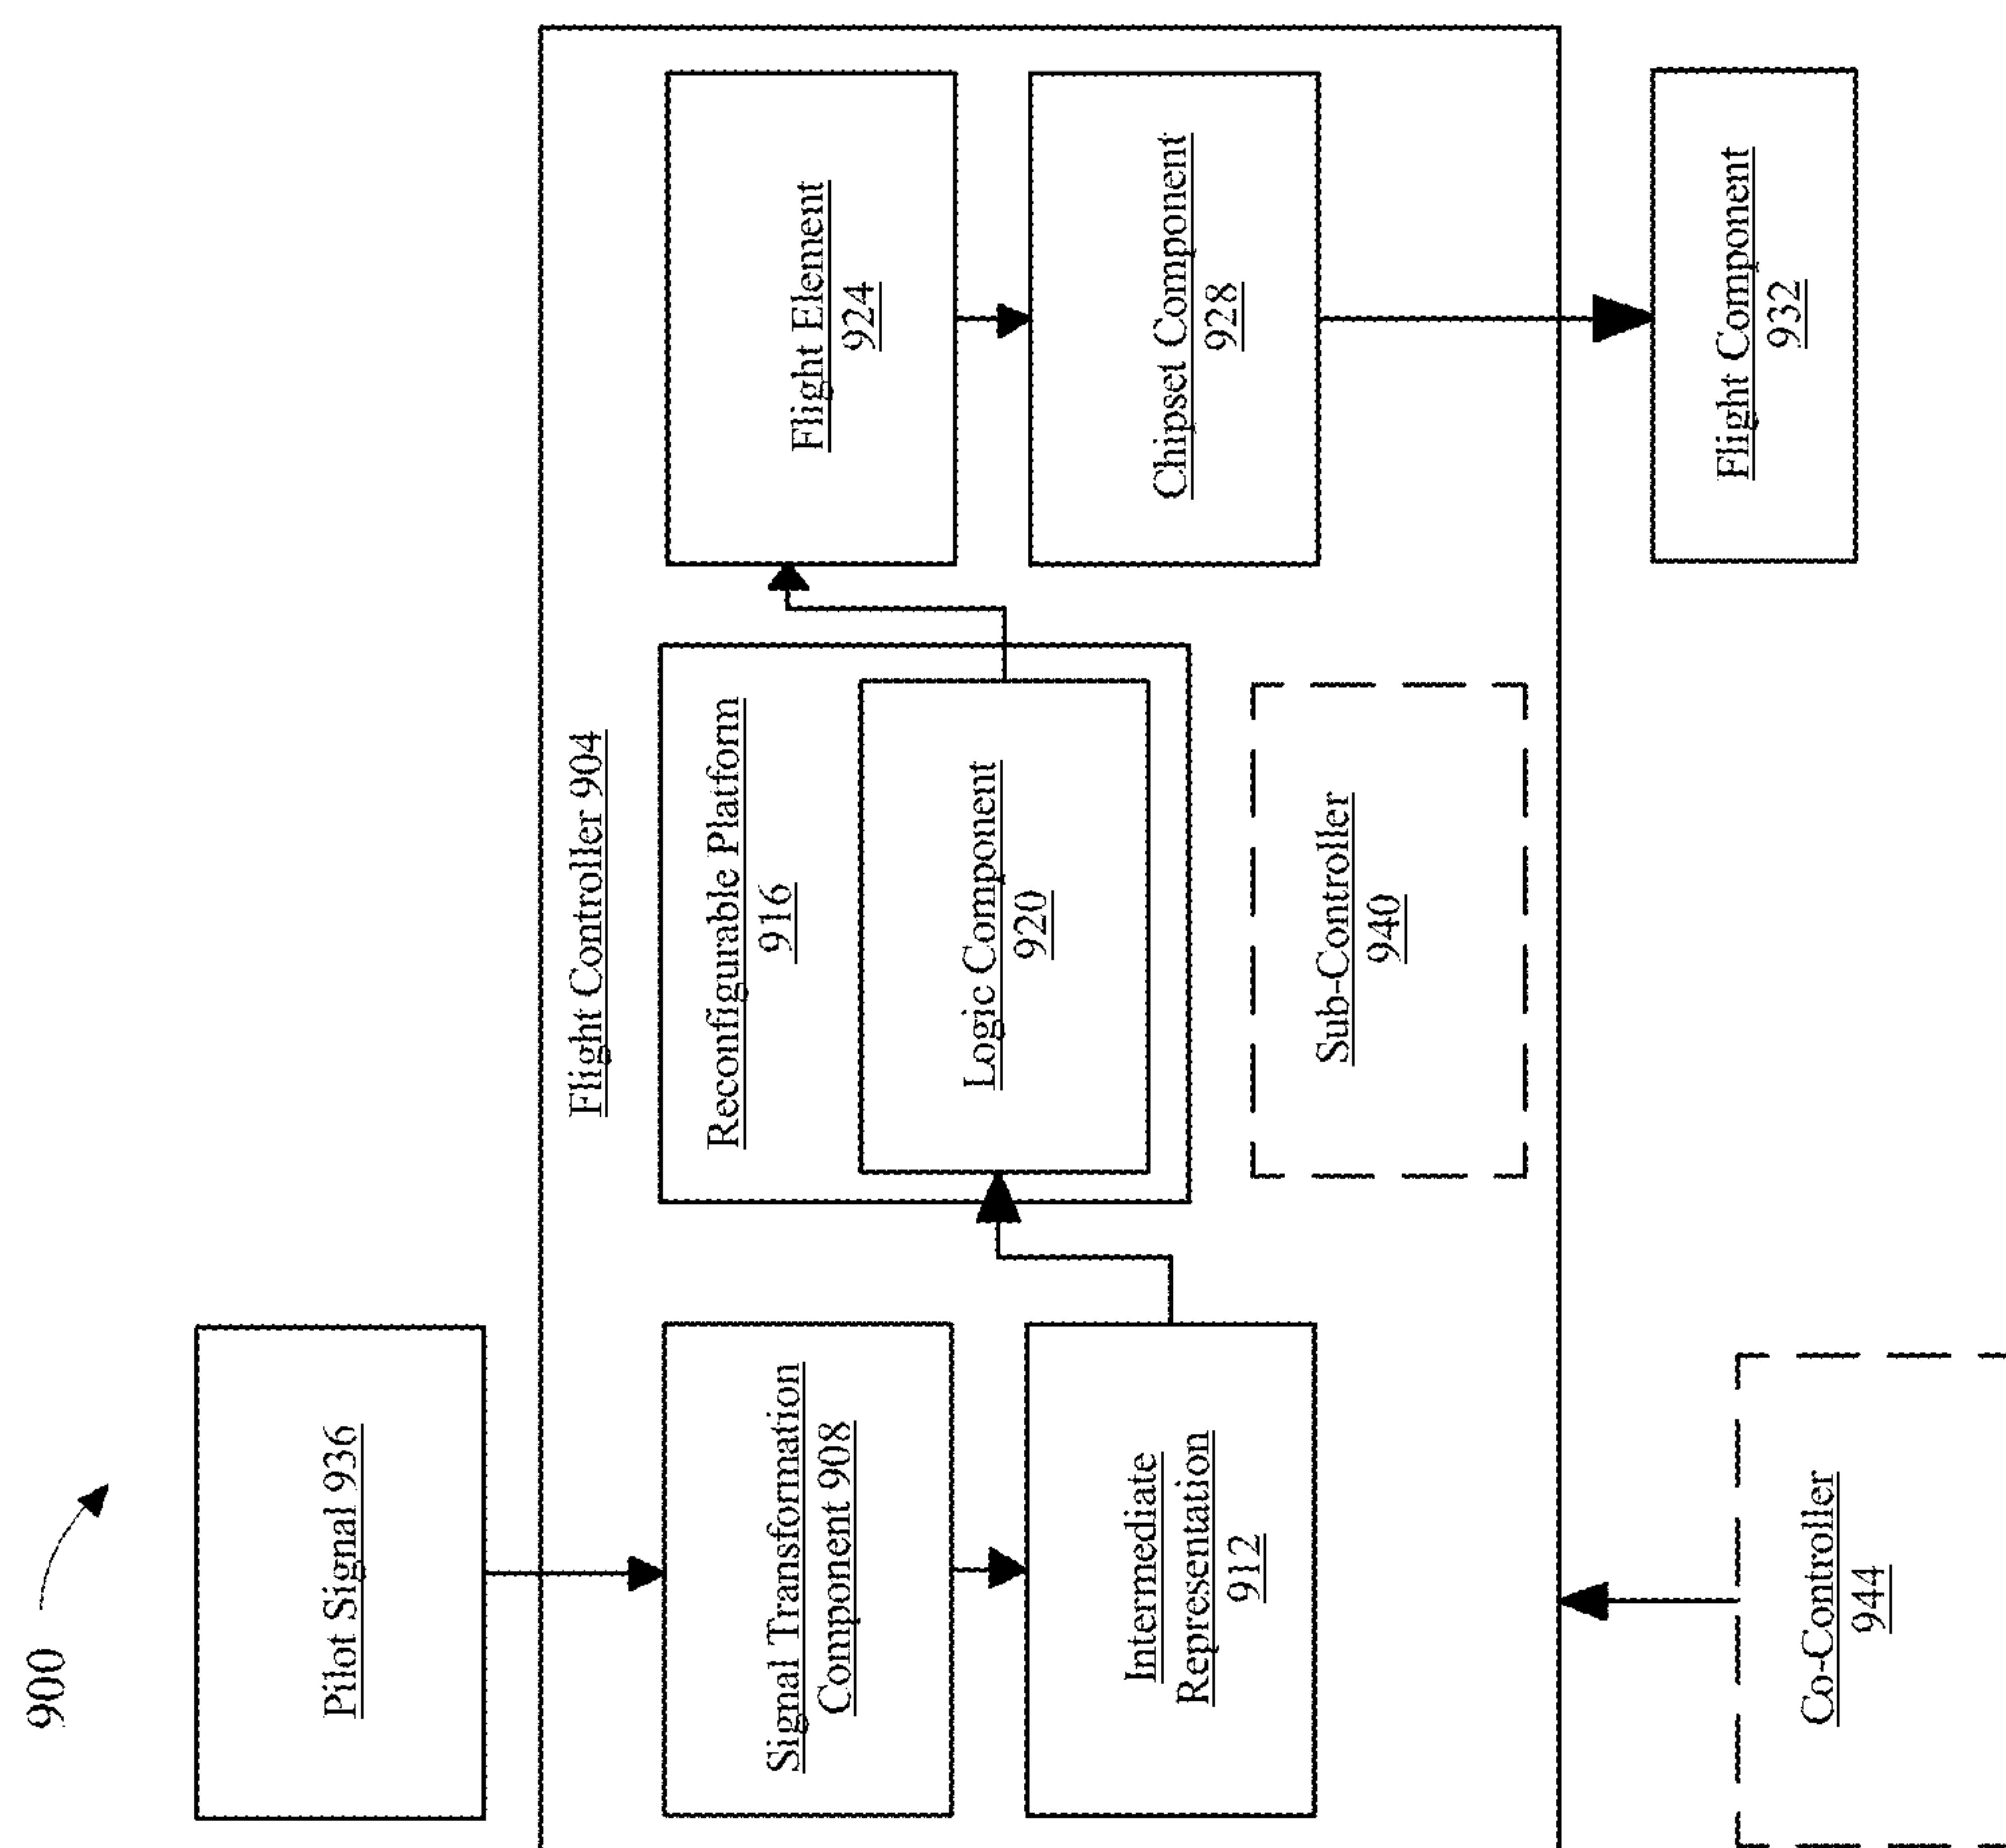 900
Pilot Signal 936
Flight Controller 904
Signal Transformation
Component 908
Intermediate
Representation
912
Reconfigurable Platform
916
Logic Component
920
Sub-Controller
940
Flight Element
924
Chipset Component
928
Co-Controller
944
Flight Component
932